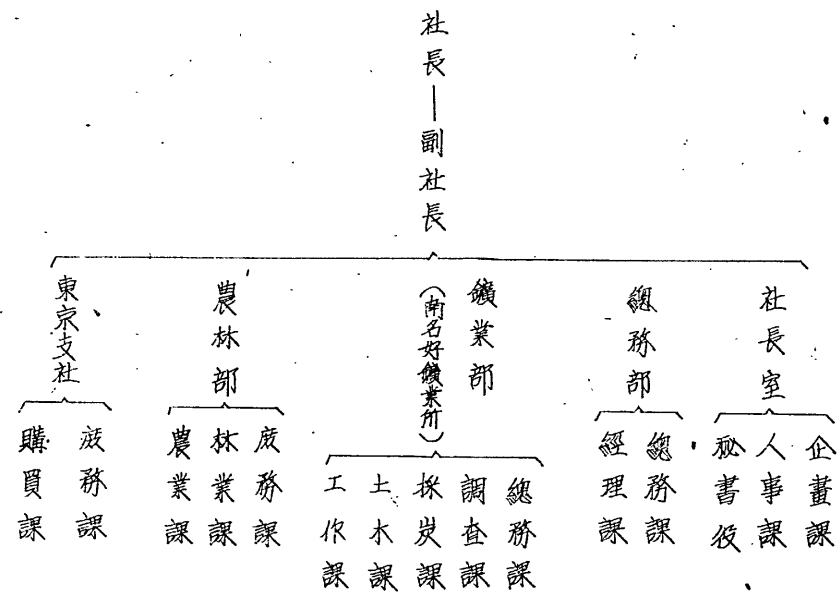 社長―副社長
社長室
企畫課
人事課
秘書役
總務部
總務課
經理課
鑛業部
（南名好鑛業所）
總務課
調査課
採炭課
土木課
工作課
農林部
庶務課
林業課
農業課
東京支社
庶務課
購買課